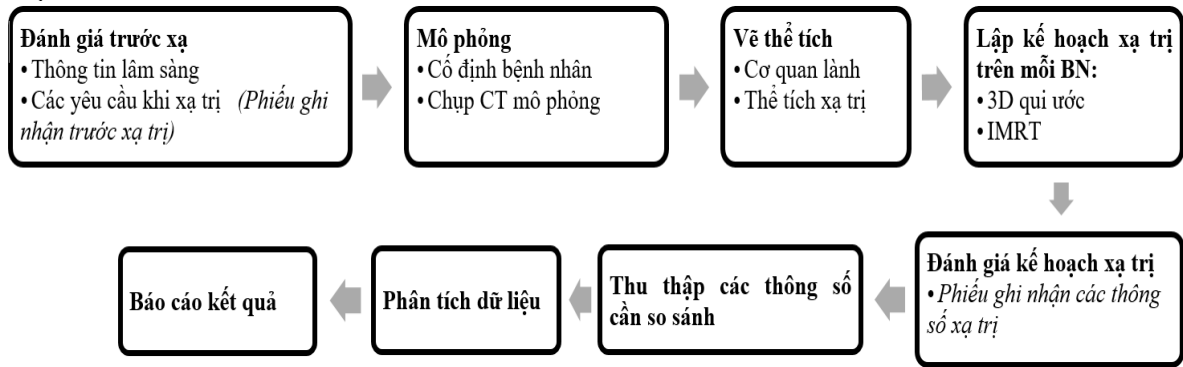 Đánh giá trước xạ
• Thông tin lâm sàng
• Các yêu cầu khi xạ trị (Phiếu ghi
nhận trước xạ trị)
Mô phỏng
• Cố định bệnh nhân
• Chụp CT mô phỏng
Vẽ thể tích
• Cơ quan lành
• Thể tích xạ trị
Lập kế hoạch xạ trị
trên mỗi BN:
• 3D qui ước
• IMRT
Đánh giá kế hoạch xạ trị
• Phiếu ghi nhận các thông
số xạ trị
Thu thập các thông số
cần so sánh
Phân tích dữ liệu
Báo cáo kết quả